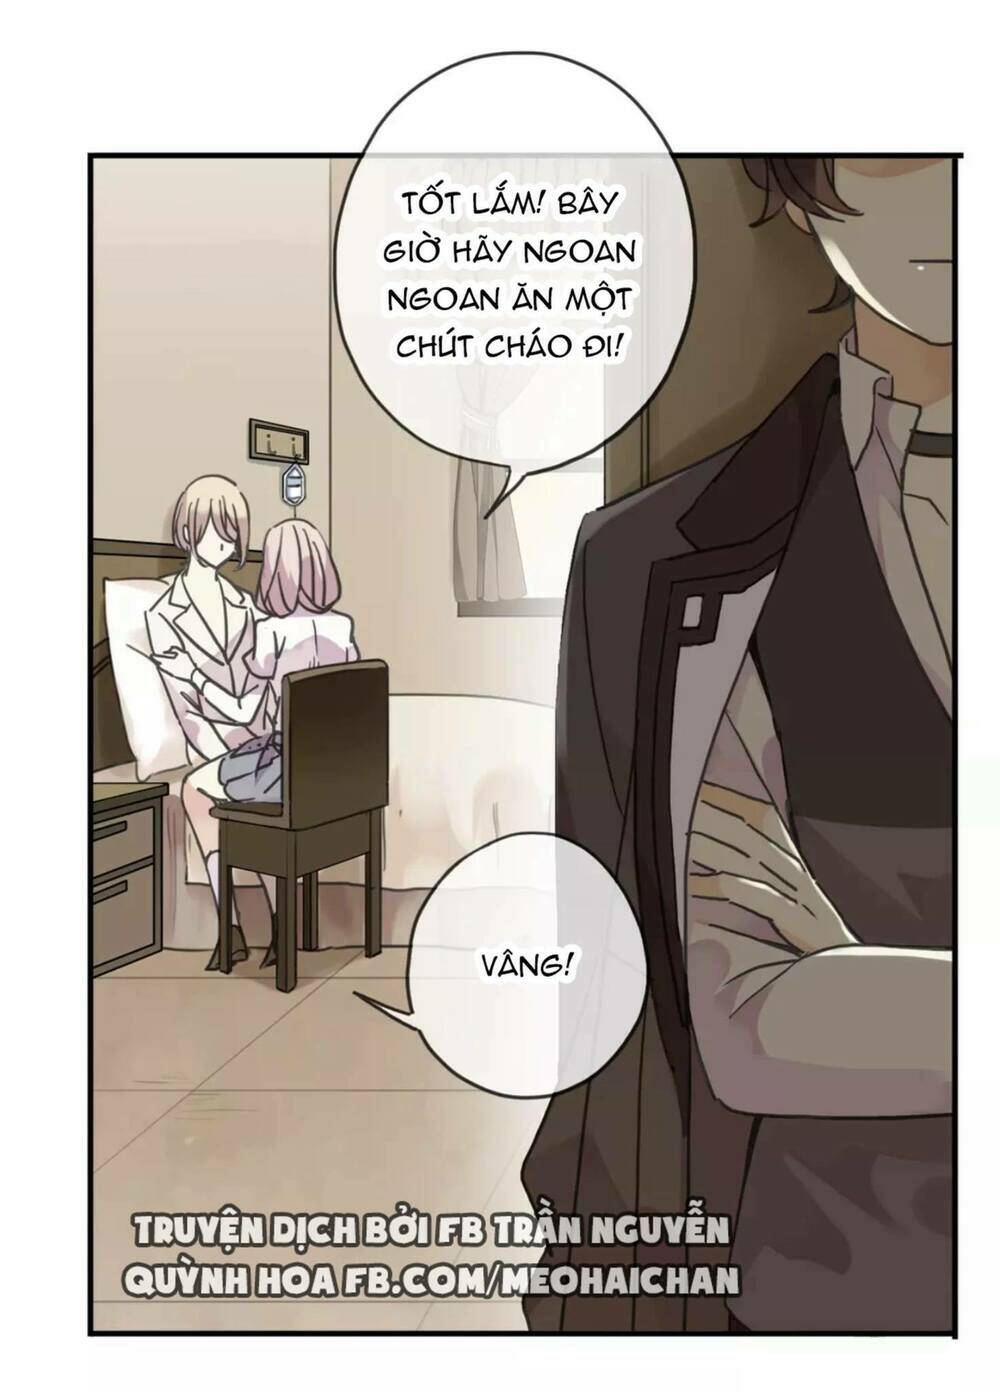 TỐT LẮM! BÂY
GIỜ HÃY NGOAN
NGOAN ĂN MỘT
CHÚT CHÁO ĐI!
VÂNG!
TRUYỆN DỊCH BỞI FB TRẦN NGUYỄN
QUỲNH HOA FB.COM/MEOHAICHAN